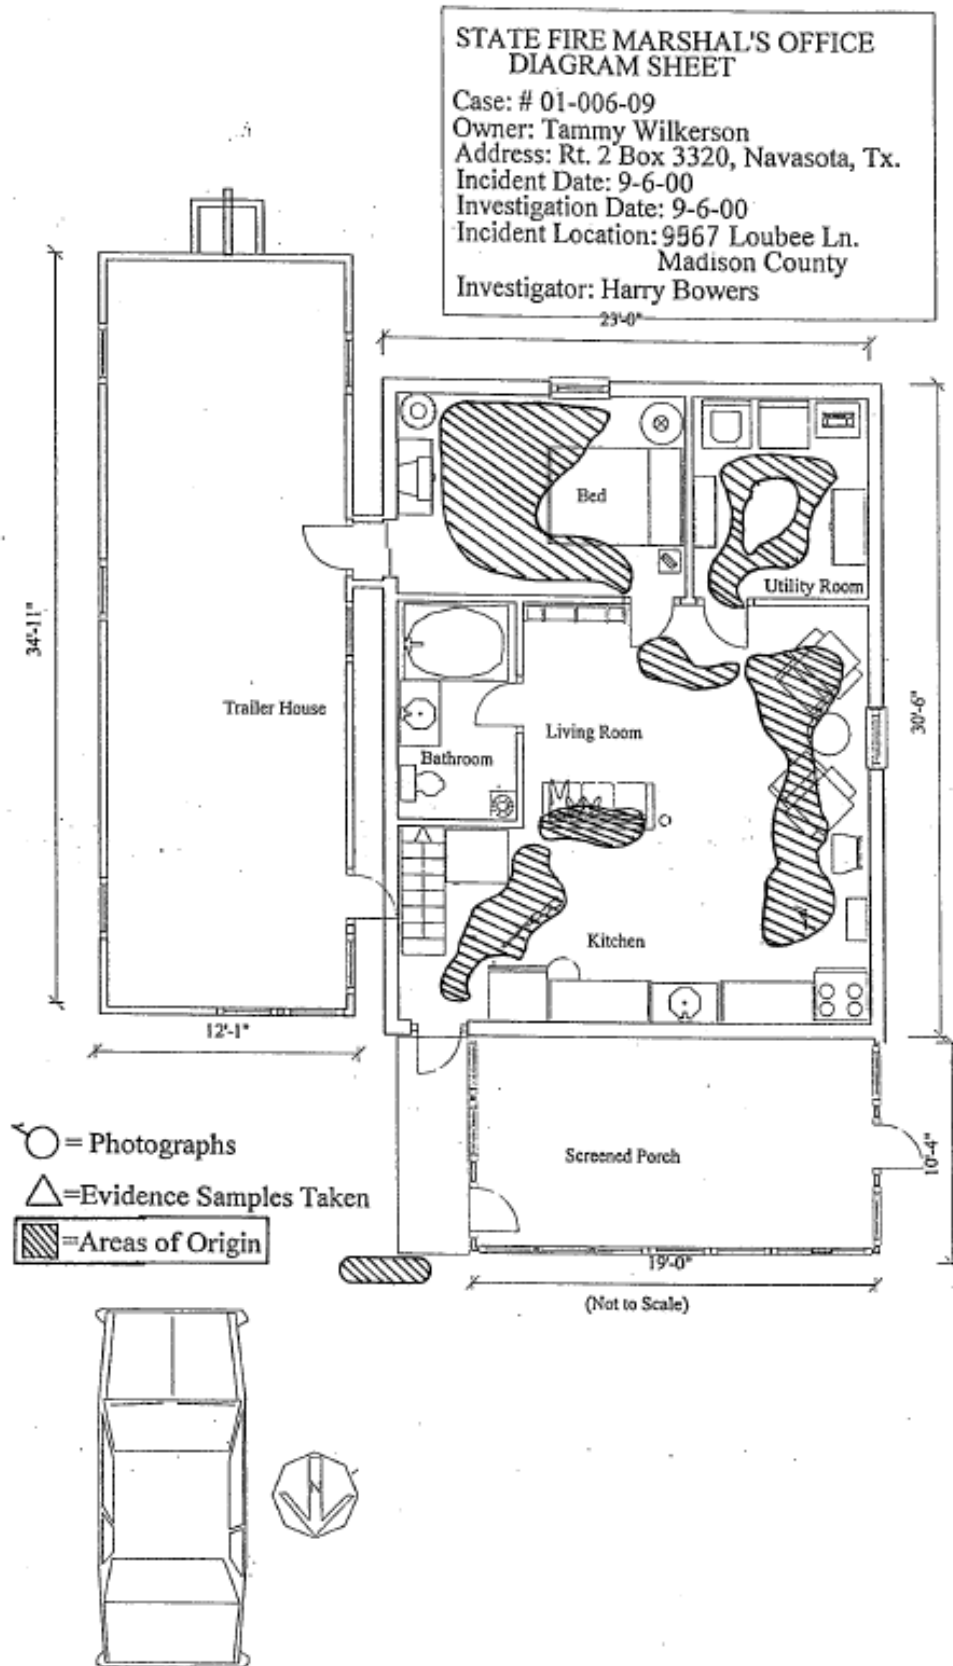 STATE FIRE MARSHAL'S OFFICE
DIAGRAM SHEET
Case: # 01-006-09
Owner: Tammy Wilkerson
Address: Rt. 2 Box 3320, Navasota, Tx.
Incident Date: 9-6-00
Investigation Date: 9-6-00
Incident Location: 9567 Loubee Ln.
Madison County
Investigator: Harry Bowers
23'-0"
Bed
Utility Room
34'-11"
30'-6"
Trailer House
Living Room
Bathroom
Kitchen
12'-1"
= Photographs
Screened Porch
10'-4"
=Evidence Samples Taken
=Areas of Origin
19'-0"
(Not to Scale)
N